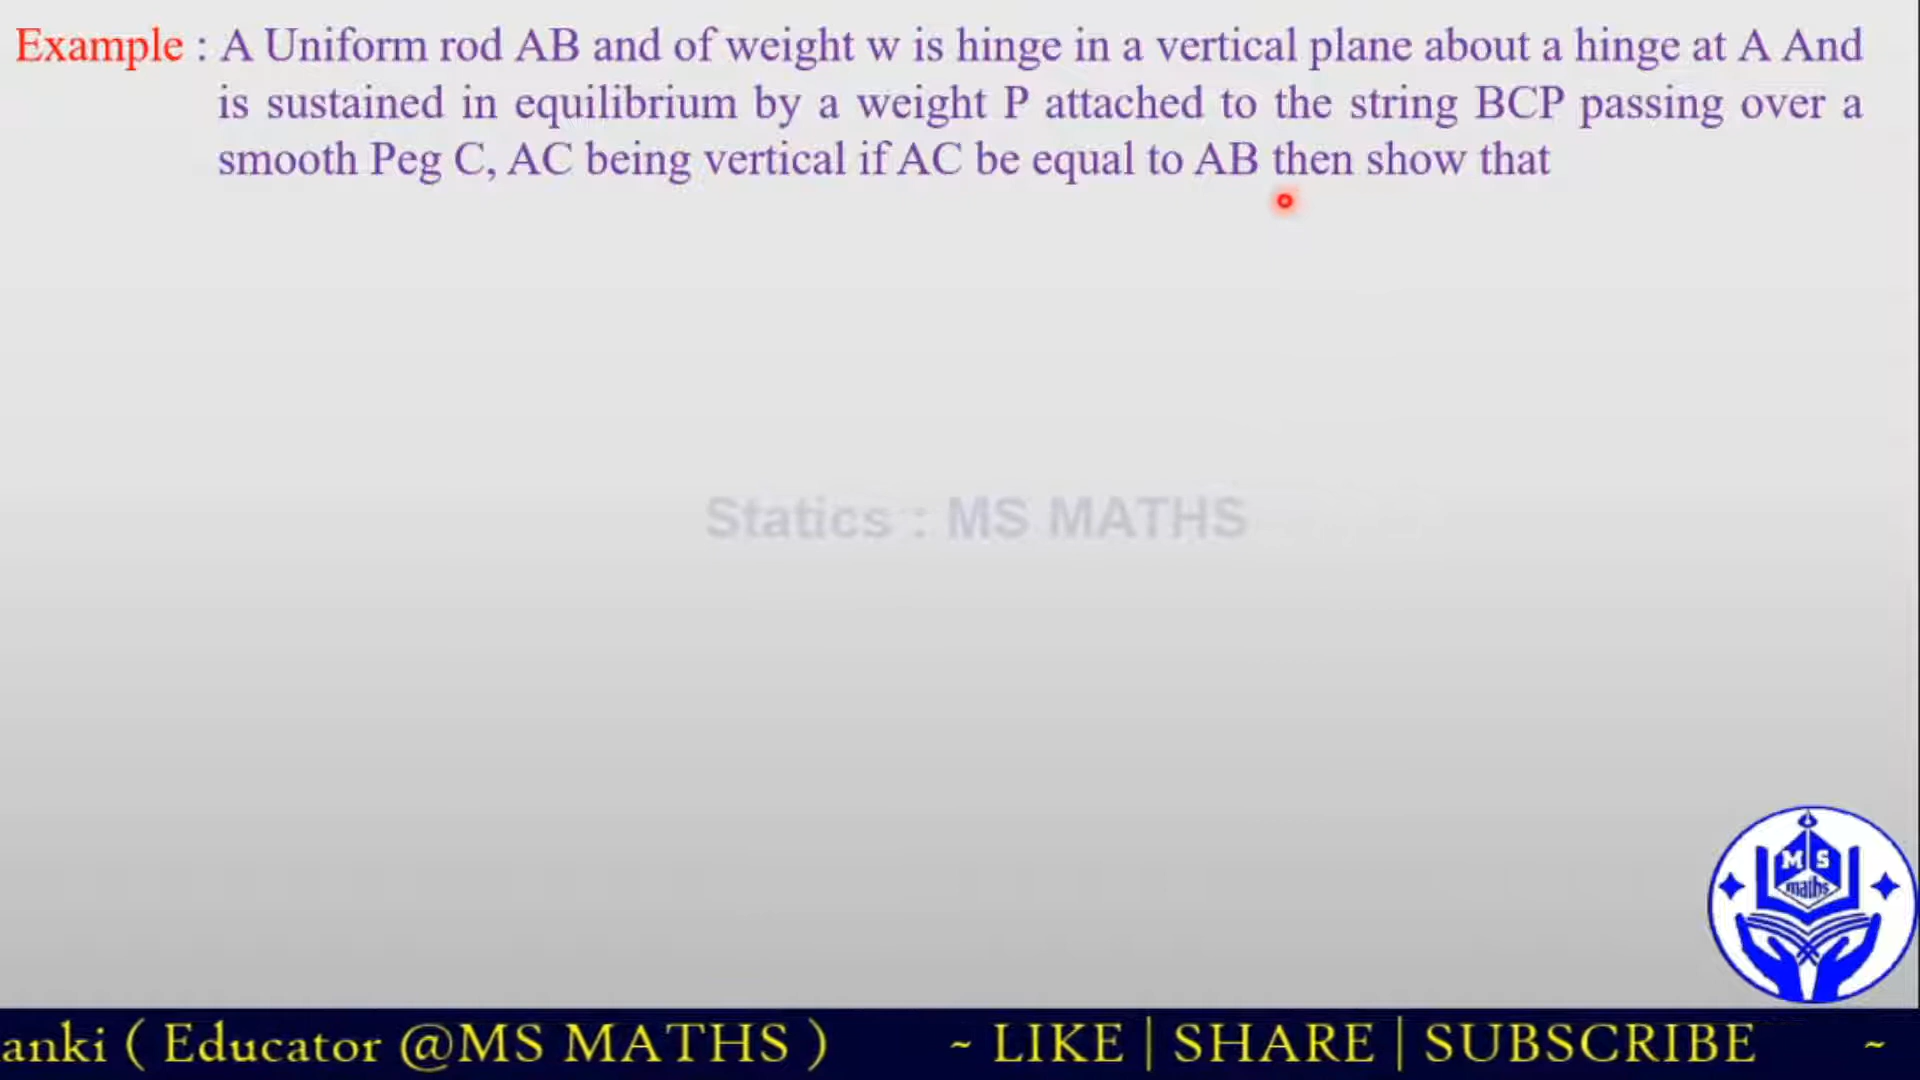 Example : A Uniform rod AB and of weight w is hinge in a vertical plane about a hinge at A And
is sustained in equilibrium by a weight P attached to the string BCP passing over a
smooth Peg C, AC being vertical if AC be equal to AB then show that
Statics : MS MATHS
M S
maths
anki ( Educator @MS MATHS ) ~ LIKE | SHARE | SUBSCRIBE ~